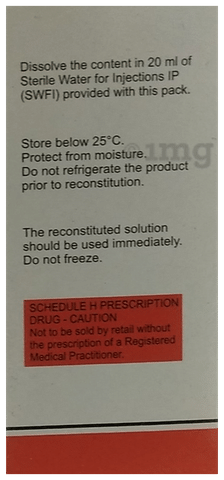 Dissolve the content in 20 ml of
Sterile Water for Injections IP
(SWFI) provided with this pack.
Store below 25°C.
Protect from moisture.
Do not refrigerate the product
prior to reconstitution.
1mg
The reconstituted solution
should be used immediately.
Do not freeze.
SCHEDULE H PRESCRIPTION
DRUG - CAUTION
Not to be sold by retail without
the prescription of a Registered
Medical Practitioner.